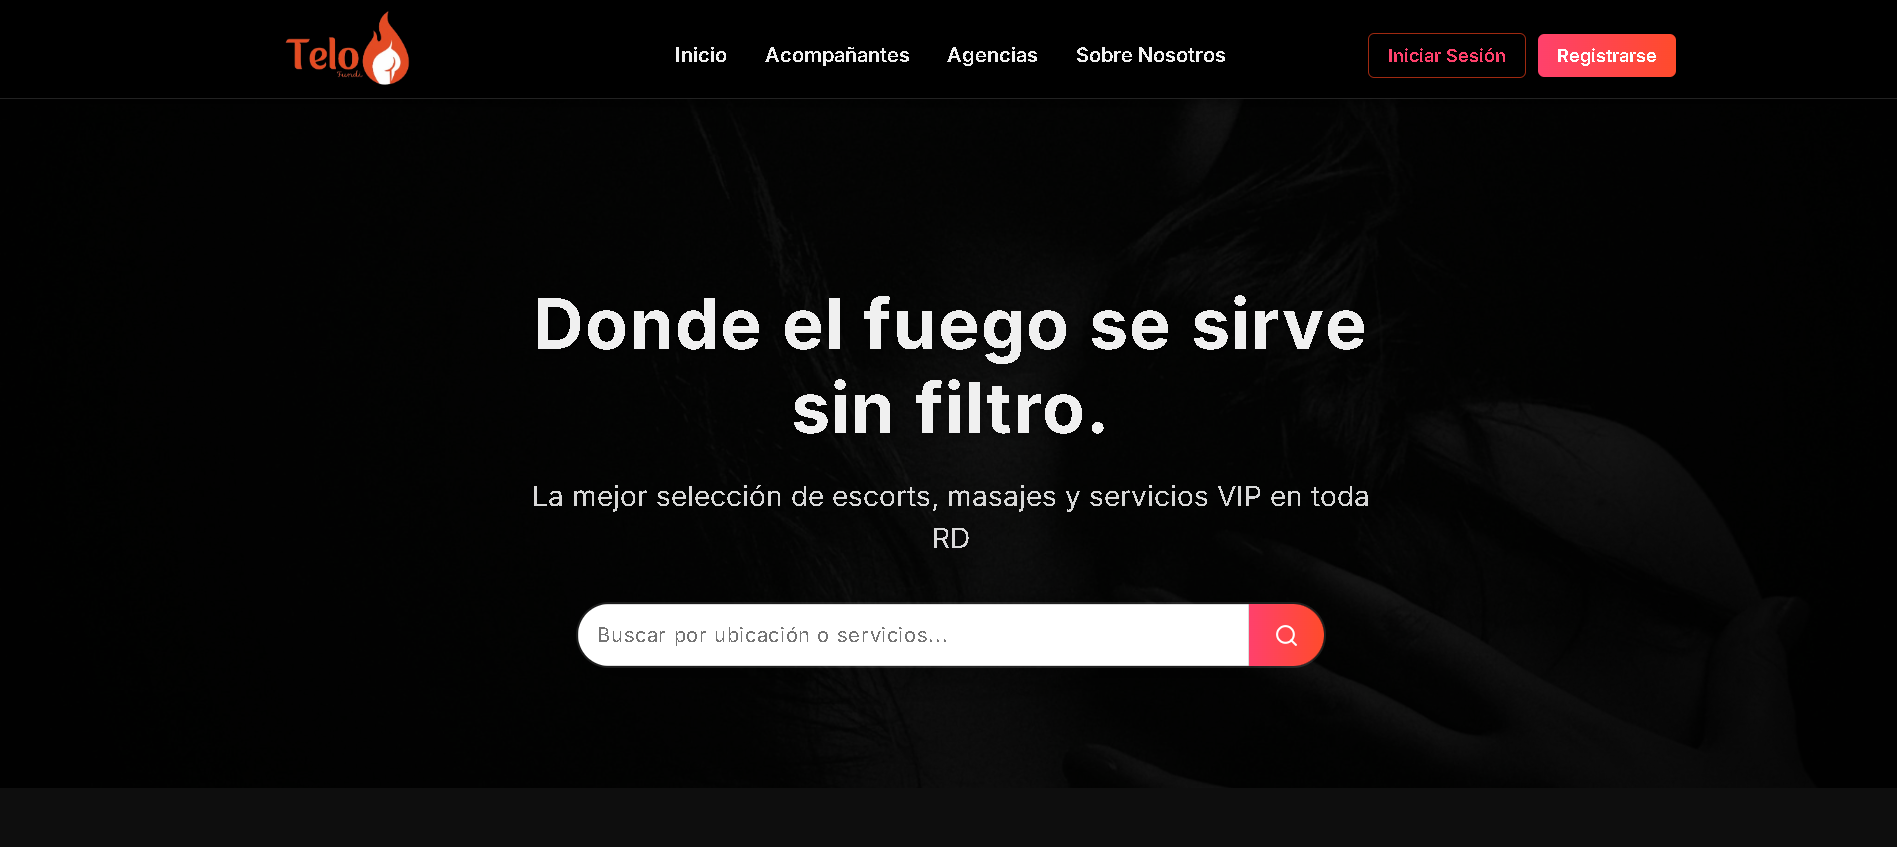 Telo
Fuende
Inicio
Acompañantes
Agencias
Sobre Nosotros
Iniciar Sesión
Registrarse
Donde el fuego se sirve
sin filtro.
La mejor selección de escorts, masajes y servicios VIP en toda
RD
Buscar por ubicación o servicios...